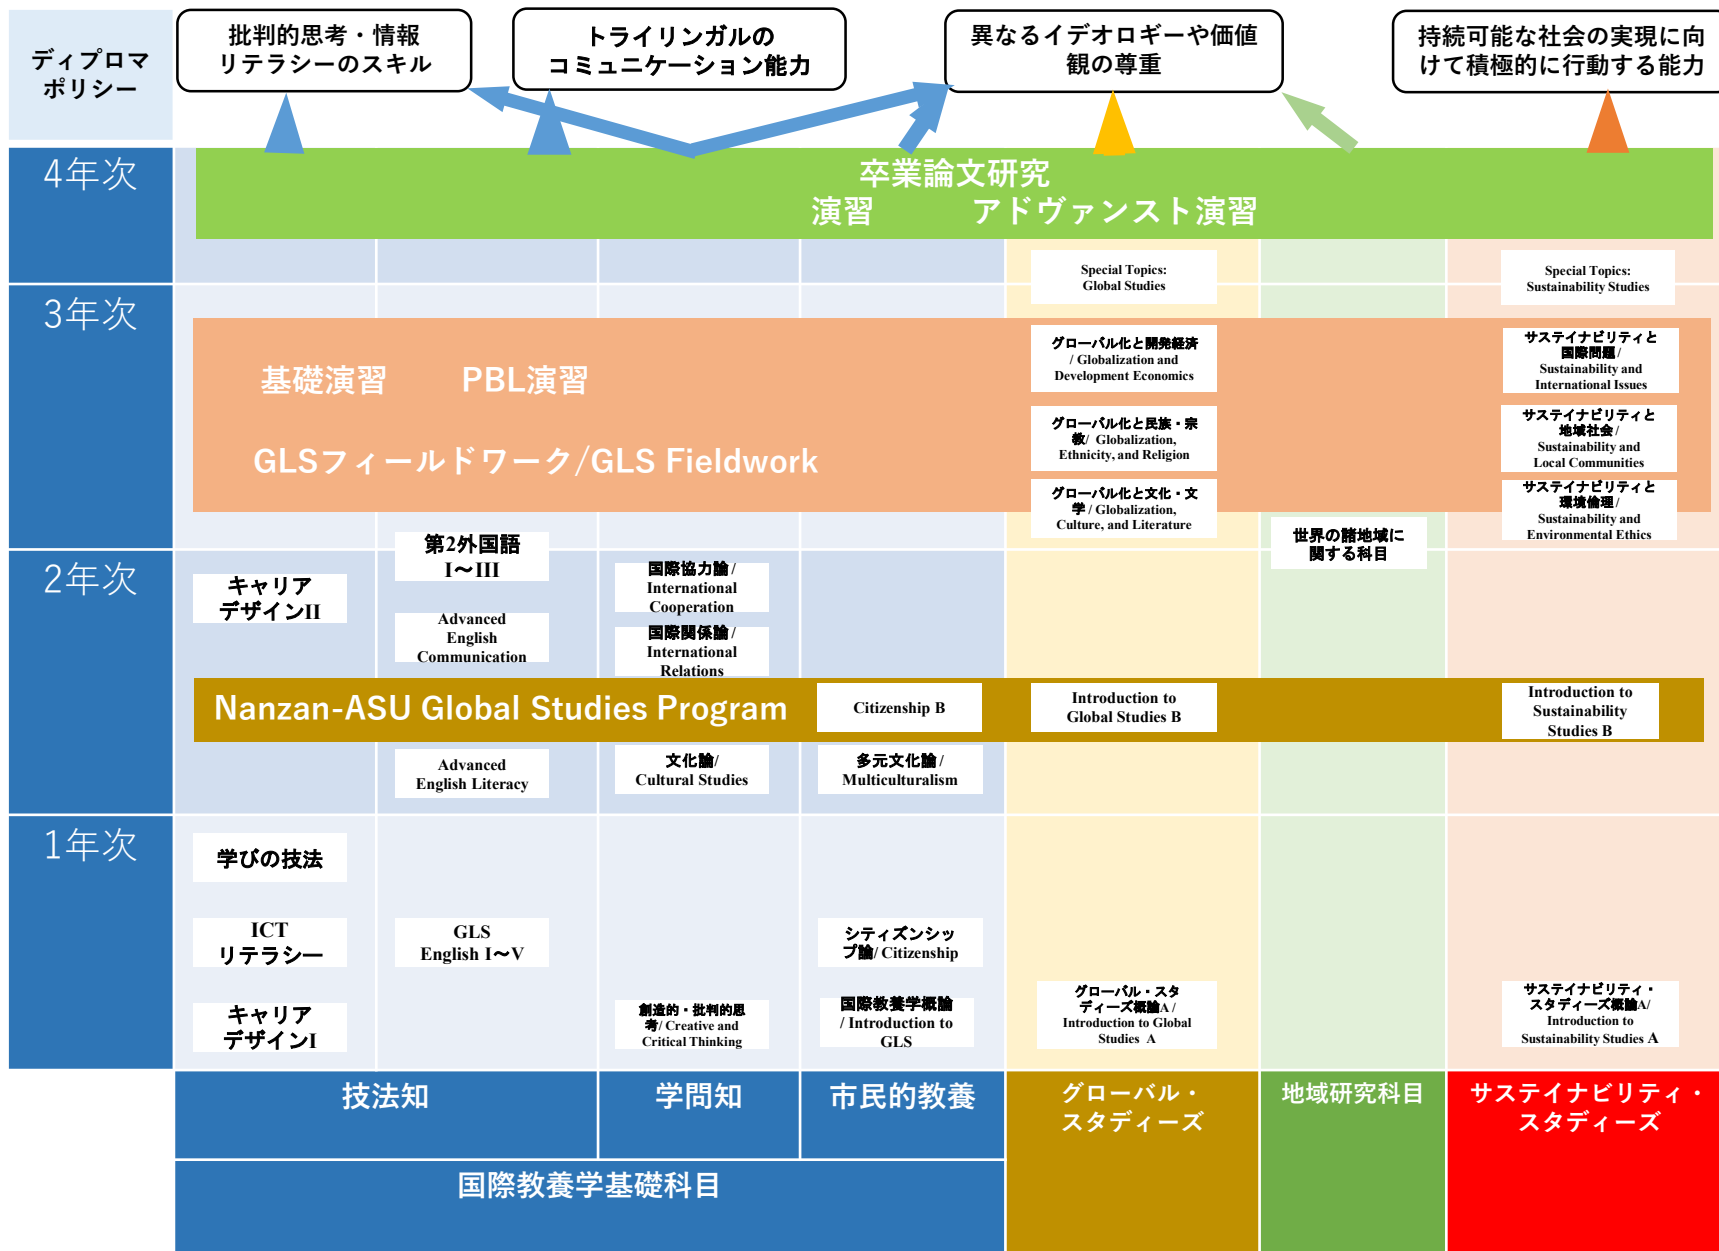 ディプロマ
ポリシー
批判的思考・情報
リテラシーのスキル
トライリンガルの
コミュニケーション能力
異なるイデオロギーや価値
観の尊重
持続可能な社会の実現に向
けて積極的に行動する能力
4年次
卒業論文研究
演習 アドヴァンスト演習
Special Topics:
Global Studies
Special Topics:
Sustainability Studies
3年次
基礎演習 PBL演習
GLSフィールドワーク/GLS Fieldwork
グローバル化と開発経済
/ Globalization and
Development Economics
グローバル化と民族・宗
教/ Globalization,
Ethnicity, and Religion
グローバル化と文化・文
学 / Globalization,
Culture, and Literature
サステイナビリティと
国際問題 /
Sustainability and
International Issues
サステイナビリティと
地域社会 /
Sustainability and
Local Communities
サステイナビリティと
環境倫理 /
Sustainability and
Environmental Ethics
世界の諸地域に
関する科目
2年次
キャリア
デザインII
第2外国語
I～III
Advanced
English
Communication
国際協力論 /
International
Cooperation
国際関係論 /
International
Relations
Nanzan-ASU Global Studies Program
Citizenship B
Introduction to
Global Studies B
Introduction to
Sustainability
Studies B
Advanced
English Literacy
文化論/
Cultural Studies
多元文化論 /
Multiculturalism
1年次
学びの技法
ICT
リテラシー
キャリア
デザインI
GLS
English I～V
創造的・批判的思
考/ Creative and
Critical Thinking
シティズンシッ
プ論/ Citizenship
国際教養学概論
/ Introduction to
GLS
グローバル・スタ
ディーズ概論A /
Introduction to Global
Studies A
サステイナビリティ・
スタディーズ概論A/
Introduction to
Sustainability Studies A
技法知
学問知
市民的教養
グローバル・
スタディーズ
地域研究科目
サステイナビリティ・
スタディーズ
国際教養学基礎科目